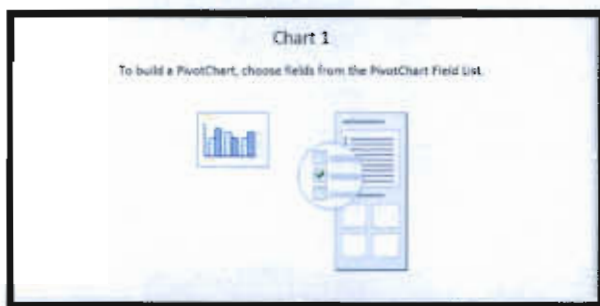 Chart 1
To build a PivotChart, choose fields from the PivotChart Field List.